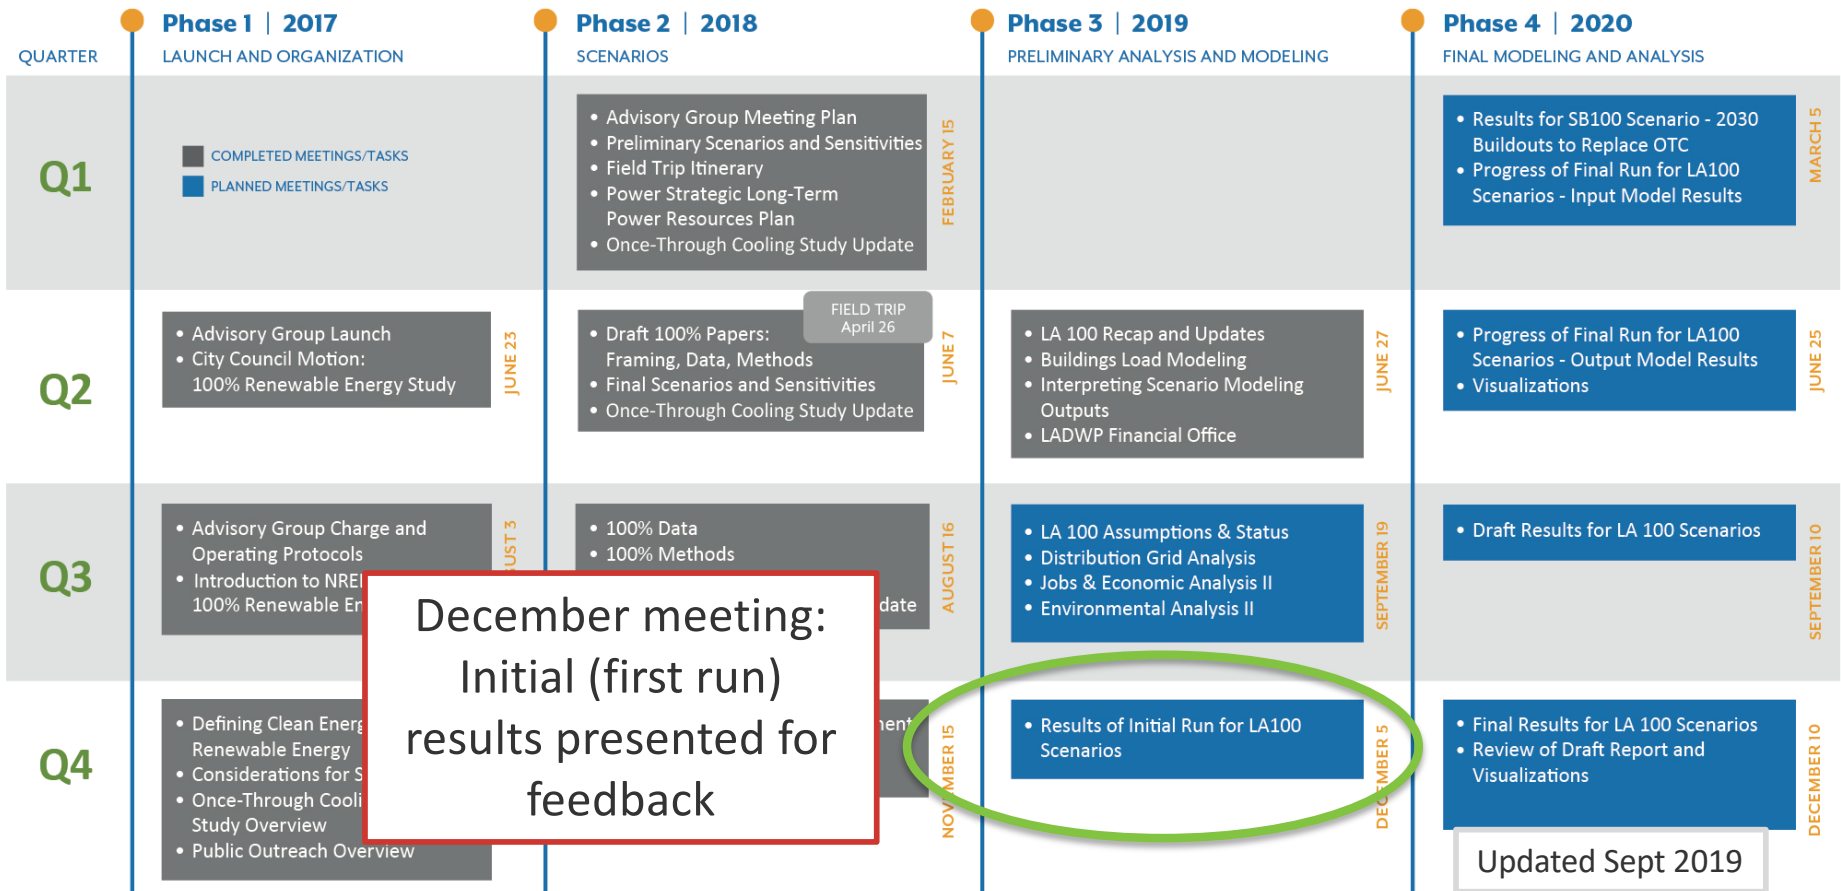 Phase 1 | 2017
Phase 2 | 2018
Phase 3 | 2019
Phase 4 | 2020
QUARTER
LAUNCH AND ORGANIZATION
SCENARIOS
PRELIMINARY ANALYSIS AND MODELING
FINAL MODELING AND ANALYSIS
Q1
COMPLETED MEETINGS/TASKS
PLANNED MEETINGS/TASKS
• Advisory Group Meeting Plan
• Preliminary Scenarios and Sensitivities
• Field Trip Itinerary
• Power Strategic Long-Term
Power Resources Plan
• Once-Through Cooling Study Update
FEBRUARY 15
• Results for SB100 Scenario - 2030
Buildouts to Replace OTC
• Progress of Final Run for LA100
Scenarios - Input Model Results
MARCH 5
Q2
• Advisory Group Launch
• City Council Motion:
100% Renewable Energy Study
JUNE 23
FIELD TRIP
April 26
• Draft 100% Papers:
Framing, Data, Methods
• Final Scenarios and Sensitivities
• Once-Through Cooling Study Update
JUNE 7
• LA 100 Recap and Updates
• Buildings Load Modeling
• Interpreting Scenario Modeling
Outputs
• LADWP Financial Office
JUNE 27
• Progress of Final Run for LA100
Scenarios - Output Model Results
• Visualizations
JUNE 25
Q3
• Advisory Group Charge and
Operating Protocols
• Introduction to
100% Renewable
3
• 100% Data
• 100% Methods
AUGUST 16
• LA 100 Assumptions & Status
• Distribution Grid Analysis
• Jobs & Economic Analysis II
• Environmental Analysis II
SEPTEMBER 19
• Draft Results for LA 100 Scenarios
SEPTEMBER 10
December meeting:
Initial (first run)
results presented for
feedback
Q4
• Defining Clean
Renewable Energy
• Considerations for
• Once-Through
Study Overview
• Public Outreach Overview
NOVEMBER 15
• Results of Initial Run for LA100
Scenarios
DECEMBER 5
• Final Results for LA 100 Scenarios
• Review of Draft Report and
Visualizations
DECEMBER 10
Updated Sept 2019